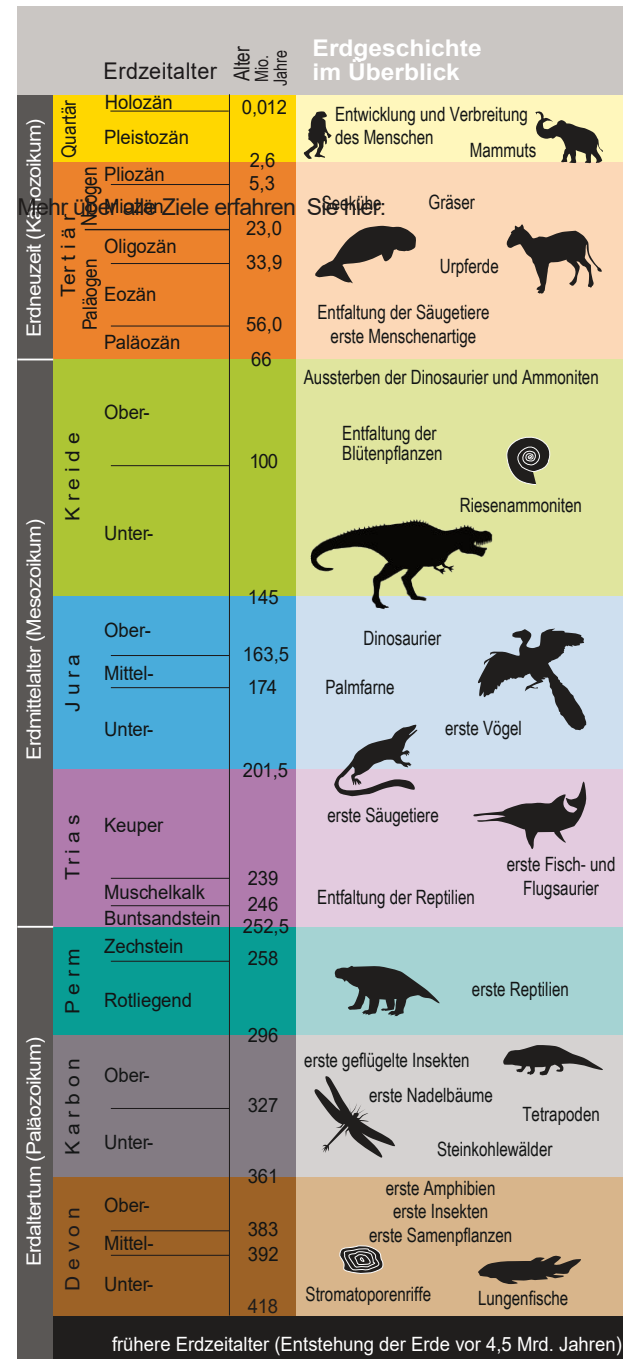 Erdzeitalter
Alter
Mio.
Jahre
Erdgeschichte
im Überblick
Erdneuzeit (Känozoikum)
Quartär
Holozän
0,012
Pleistozän
2,6
Entwicklung und Verbreitung
des Menschen
Mammuts
Tertiär
Neogen
Pliozän
5,3
Miozän
23,0
Mehr über alle Ziele erfahren Sie hier:
Seekühe
Gräser
Paläogen
Oligozän
33,9
Urpferde
Eozän
56,0
Entfaltung der Säugetiere
erste Menschenartige
Paläozän
66
Erdmittelalter (Mesozoikum)
Kreide
Aussterben der Dinosaurier und Ammoniten
Ober-
Entfaltung der
Blütenpflanzen
100
Riesenammoniten
Unter-
145
Jura
Ober-
Dinosaurier
163,5
Mittel-
174
Palmfarne
Unter-
erste Vögel
201,5
Trias
Keuper
erste Säugetiere
239
erste Fisch- und
Flugsaurier
Muschelkalk
246
Entfaltung der Reptilien
Buntsandstein
252,5
Erdaltertum (Paläozoikum)
Perm
Zechstein
258
Rotliegend
erste Reptilien
296
Karbon
erste geflügelte Insekten
Ober-
erste Nadelbäume
327
Tetrapoden
Unter-
Steinkohlewälder
361
Devon
erste Amphibien
Ober-
erste Insekten
383
erste Samenpflanzen
Mittel-
392
Unter-
Stromatoporenriffe
Lungenfische
418
frühere Erdzeitalter (Entstehung der Erde vor 4,5 Mrd. Jahren)